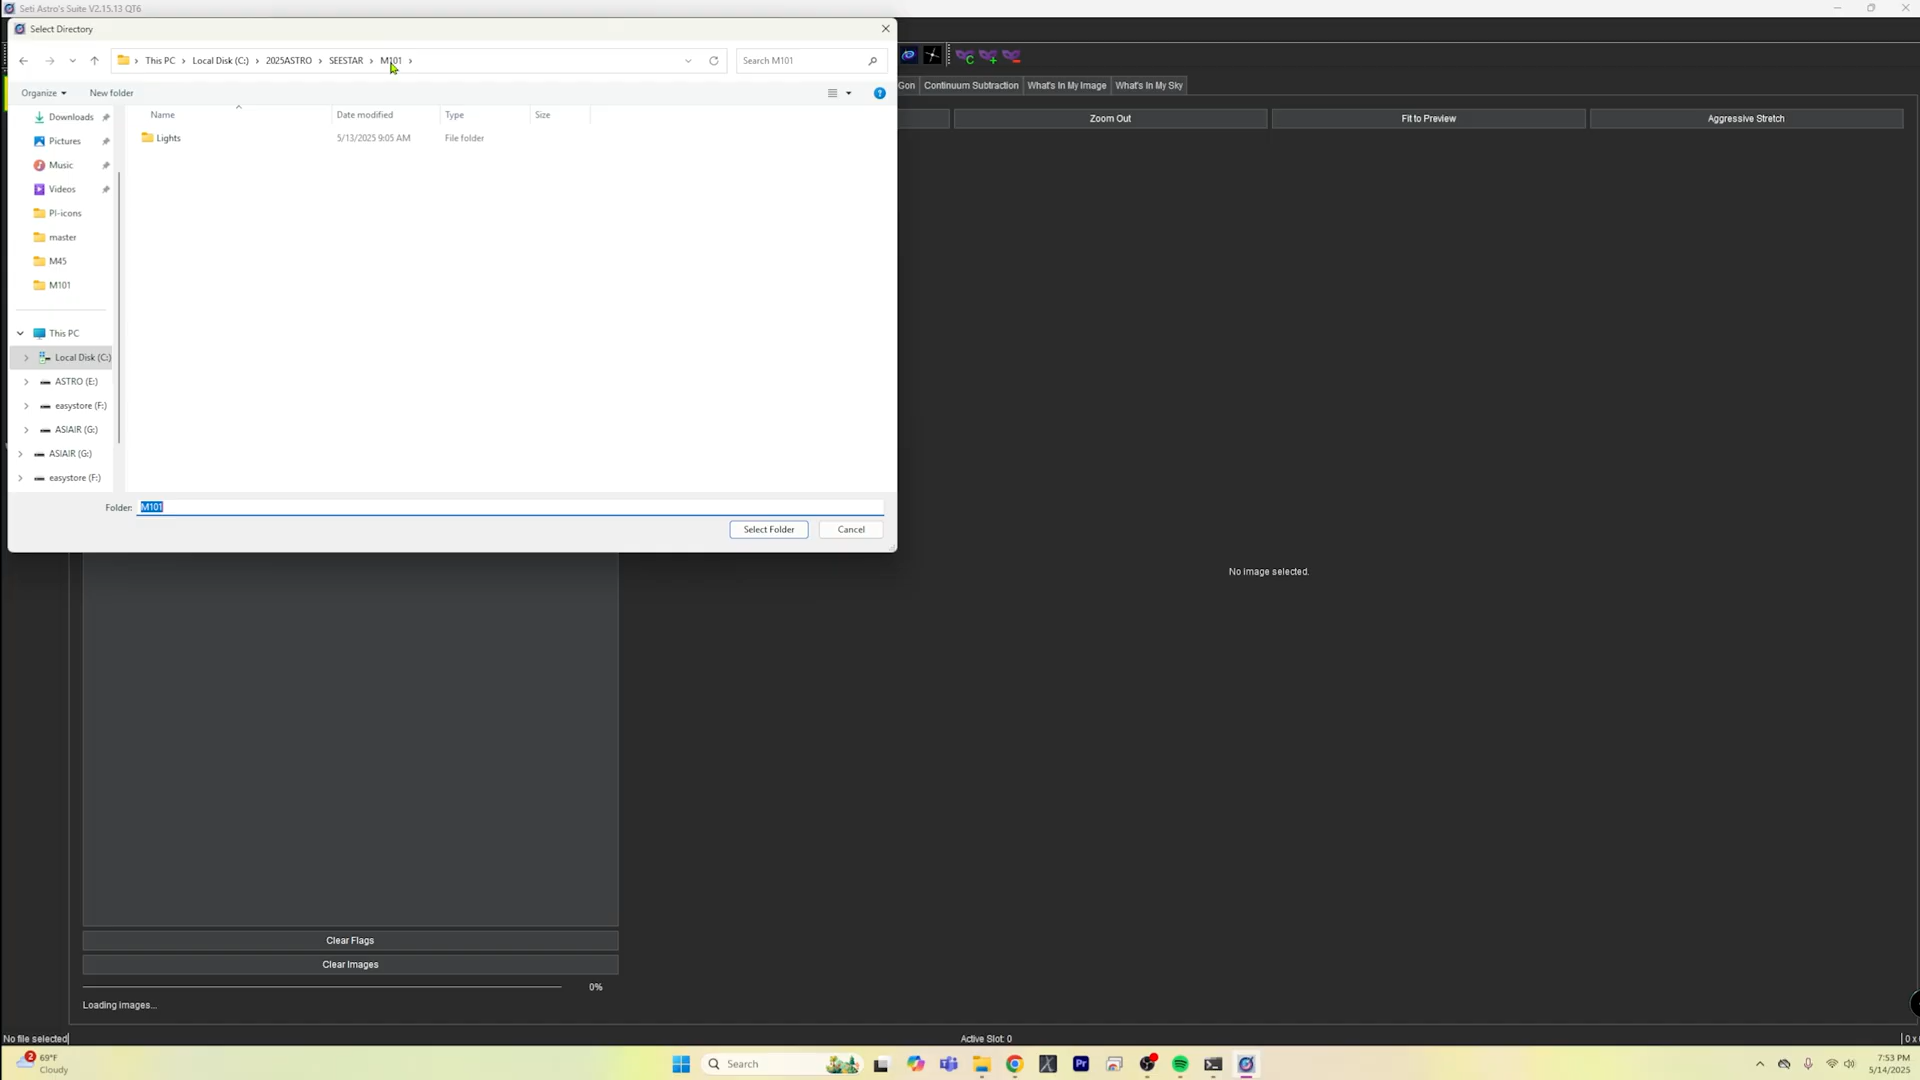 Seti Astro's Suite V2.15.13 QT6
Select Directory
This PC > Local Disk (C:) > 2025ASTRO > SEESTAR > M101 >
Search M101
Organize
New folder
Gon
Continuum Subtraction
What's In My Image
What's In My Sky
Name
Date modified
Type
Size
Zoom Out
Fit to Preview
Aggressive Stretch
Lights
5/13/2025 9:05 AM
File folder
Downloads
Pictures
Music
Videos
PI-icons
master
M45
M101
This PC
Local Disk (C:)
ASTRO (E:)
easystore (F:)
ASIAIR (G:)
ASIAIR (G:)
easystore (F:)
Folder: M101
Select Folder
Cancel
No image selected.
Clear Flags
Clear Images
0%
Loading images...
No file selected
Active Slot: 0
0 x
2
69°F
Cloudy
Search
Pr
7:53 PM
5/14/2025